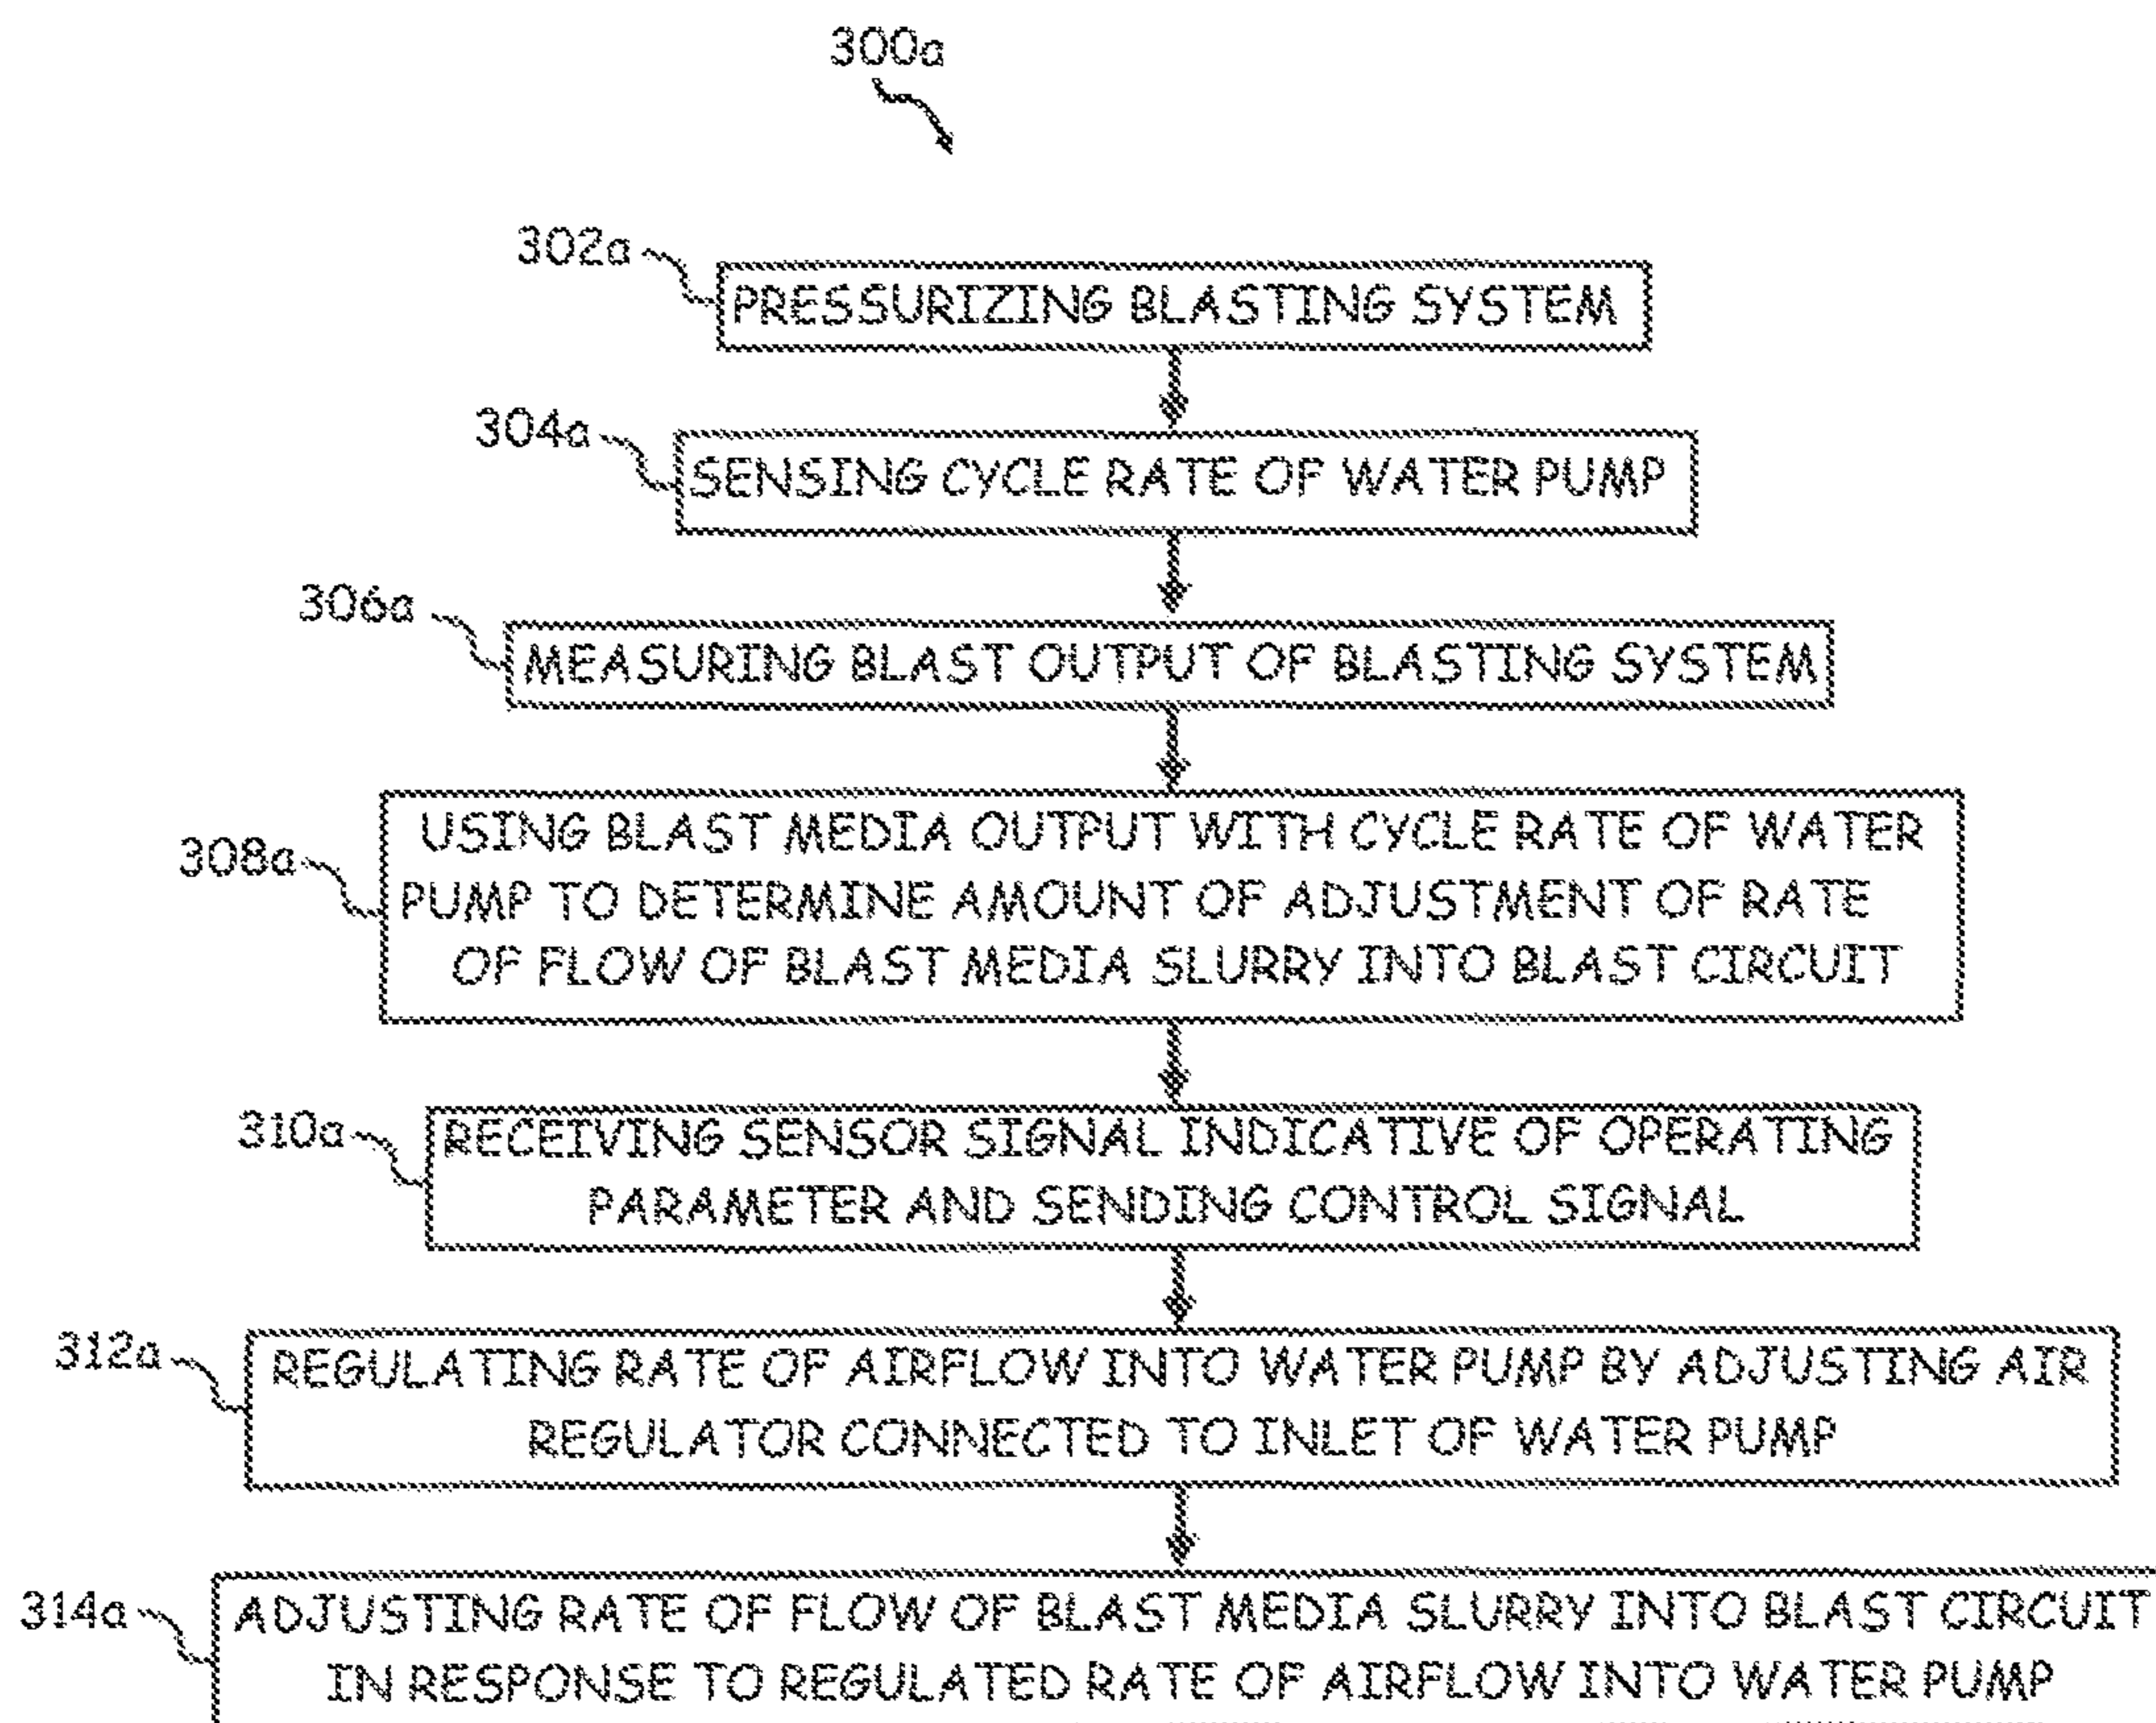 300a
302a
PRESSURIZING BLASTING SYSTEM
304a
SENSING CYCLE RATE OF WATER PUMP
306a
MEASURING BLAST OUTPUT OF BLASTING SYSTEM
308a
USING BLAST MEDIA OUTPUT WITH CYCLE RATE OF WATER
PUMP TO DETERMINE AMOUNT OF ADJUSTMENT OF RATE
OF FLOW OF BLAST MEDIA SLURRY INTO BLAST CIRCUIT
310a
RECEIVING SENSOR SIGNAL INDICATIVE OF OPERATING
PARAMETER AND SENDING CONTROL SIGNAL
312a
REGULATING RATE OF AIRFLOW INTO WATER PUMP BY ADJUSTING AIR
REGULATOR CONNECTED TO INLET OF WATER PUMP
314a
ADJUSTING RATE OF FLOW OF BLAST MEDIA SLURRY INTO BLAST CIRCUIT
IN RESPONSE TO REGULATED RATE OF AIRFLOW INTO WATER PUMP